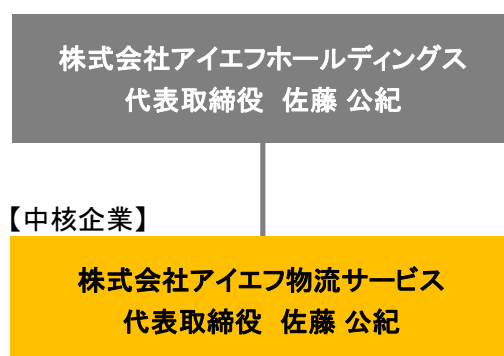 株式会社アイエフホールディングス
代表取締役　佐藤 公紀
【中核企業】
株式会社アイエフ物流サービス
代表取締役　佐藤 公紀